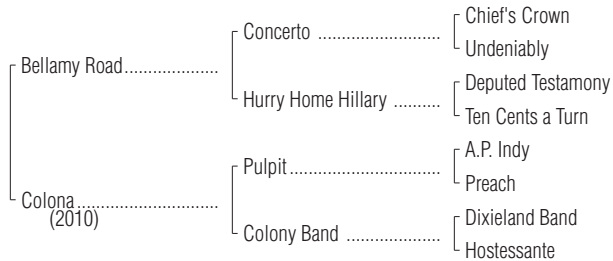 Chief's Crown
Concerto ..................
Undeniably
Bellamy Road.....................
Deputed Testamony
Hurry Home Hillary ..........
Ten Cents a Turn
A.P. Indy
Pulpit........................
Preach
Colona................................
(2010)
Dixieland Band
Colony Band ................
Hostessante